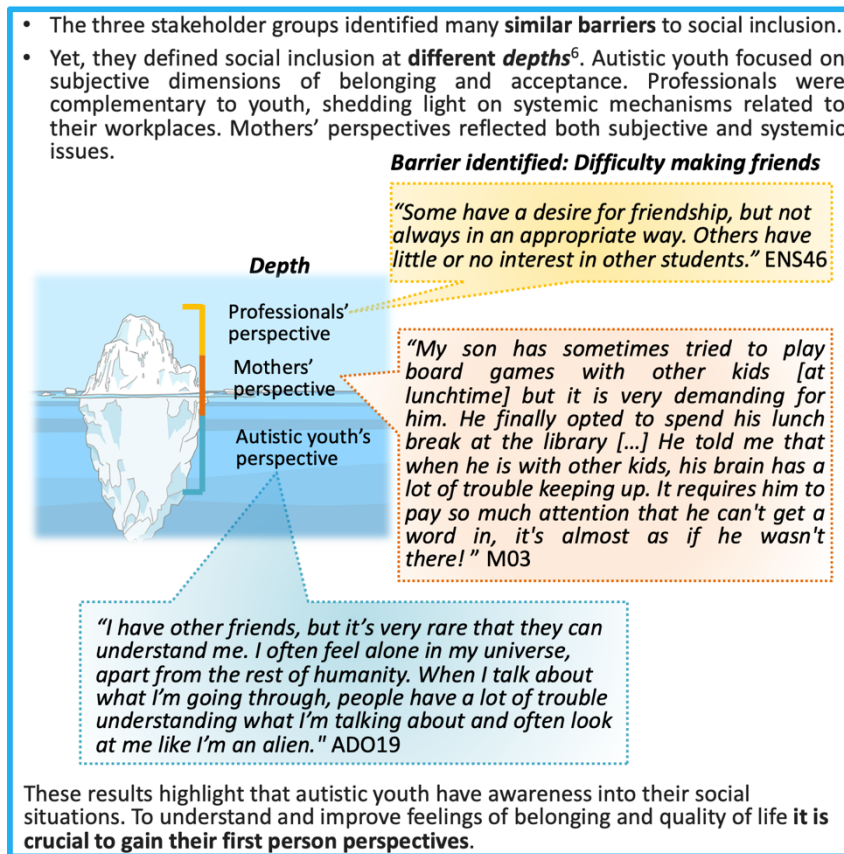 • The three stakeholder groups identified many similar barriers to social inclusion.
• Yet, they defined social inclusion at different depths⁶. Autistic youth focused on
subjective dimensions of belonging and acceptance. Professionals were
complementary to youth, shedding light on systemic mechanisms related to
their workplaces. Mothers' perspectives reflected both subjective and systemic
issues.
Barrier identified: Difficulty making friends
"Some have a desire for friendship, but not
always in an appropriate way. Others have
little or no interest in other students." ENS46
Depth
Professionals'
perspective
Mothers'
perspective
Autistic youth's
perspective
"My son has sometimes tried to play
board games with other kids [at
lunchtime] but it is very demanding for
him. He finally opted to spend his lunch
break at the library […] He told me that
when he is with other kids, his brain has a
lot of trouble keeping up. It requires him to
pay so much attention that he can't get a
word in, it's almost as if he wasn't
there! " M03
"I have other friends, but it's very rare that they can
understand me. I often feel alone in my universe,
apart from the rest of humanity. When I talk about
what I'm going through, people have a lot of trouble
understanding what I'm talking about and often look
at me like I'm an alien." ADO19
These results highlight that autistic youth have awareness into their social
situations. To understand and improve feelings of belonging and quality of life it is
crucial to gain their first person perspectives.